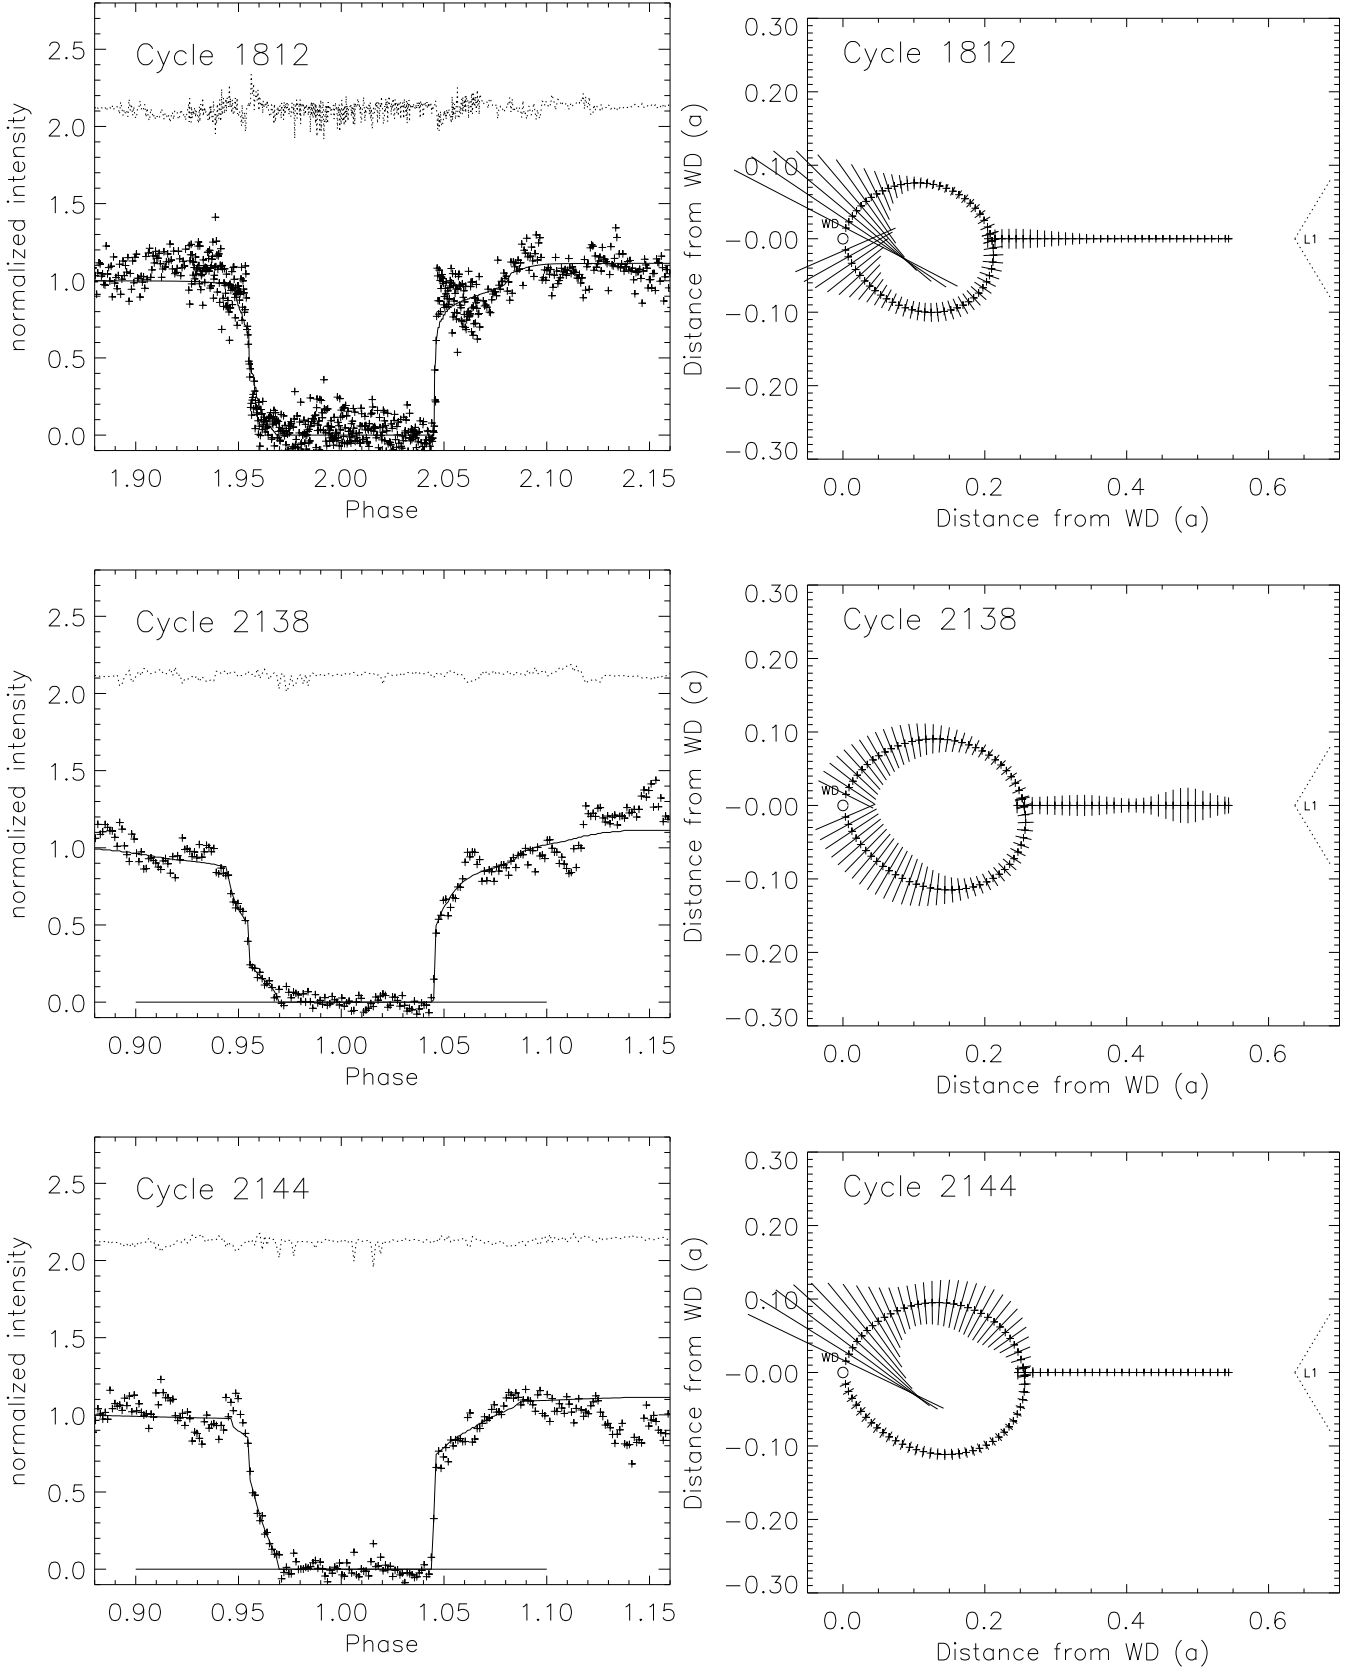 Cycle 1812
normalized intensity
2.5
2.0
1.5
1.0
0.5
0.0
1.90 1.95 2.00 2.05 2.10 2.15
Phase
Cycle 1812
Distance from WD (a)
0.30
0.20
0.10
-0.00
-0.10
-0.20
-0.30
WD
L1
0.0 0.2 0.4 0.6
Distance from WD (a)
Cycle 2138
normalized intensity
2.5
2.0
1.5
1.0
0.5
0.0
0.90 0.95 1.00 1.05 1.10 1.15
Phase
Cycle 2138
Distance from WD (a)
0.30
0.20
0.10
-0.00
-0.10
-0.20
-0.30
WD
L1
0.0 0.2 0.4 0.6
Distance from WD (a)
Cycle 2144
normalized intensity
2.5
2.0
1.5
1.0
0.5
0.0
0.90 0.95 1.00 1.05 1.10 1.15
Phase
Cycle 2144
Distance from WD (a)
0.30
0.20
0.10
-0.00
-0.10
-0.20
-0.30
WD
L1
0.0 0.2 0.4 0.6
Distance from WD (a)